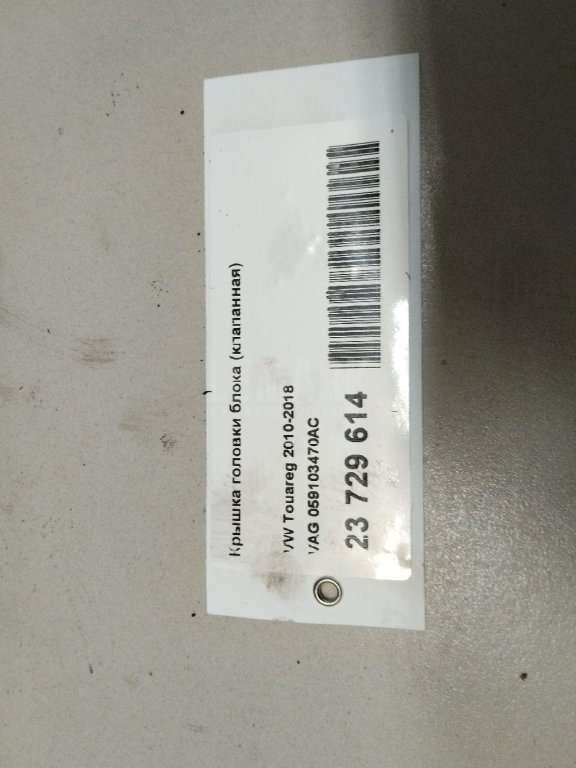 Крышка головки блока (клапанная)
VW Touareg 2010-2018
VAG 059103470AC
23 729 614